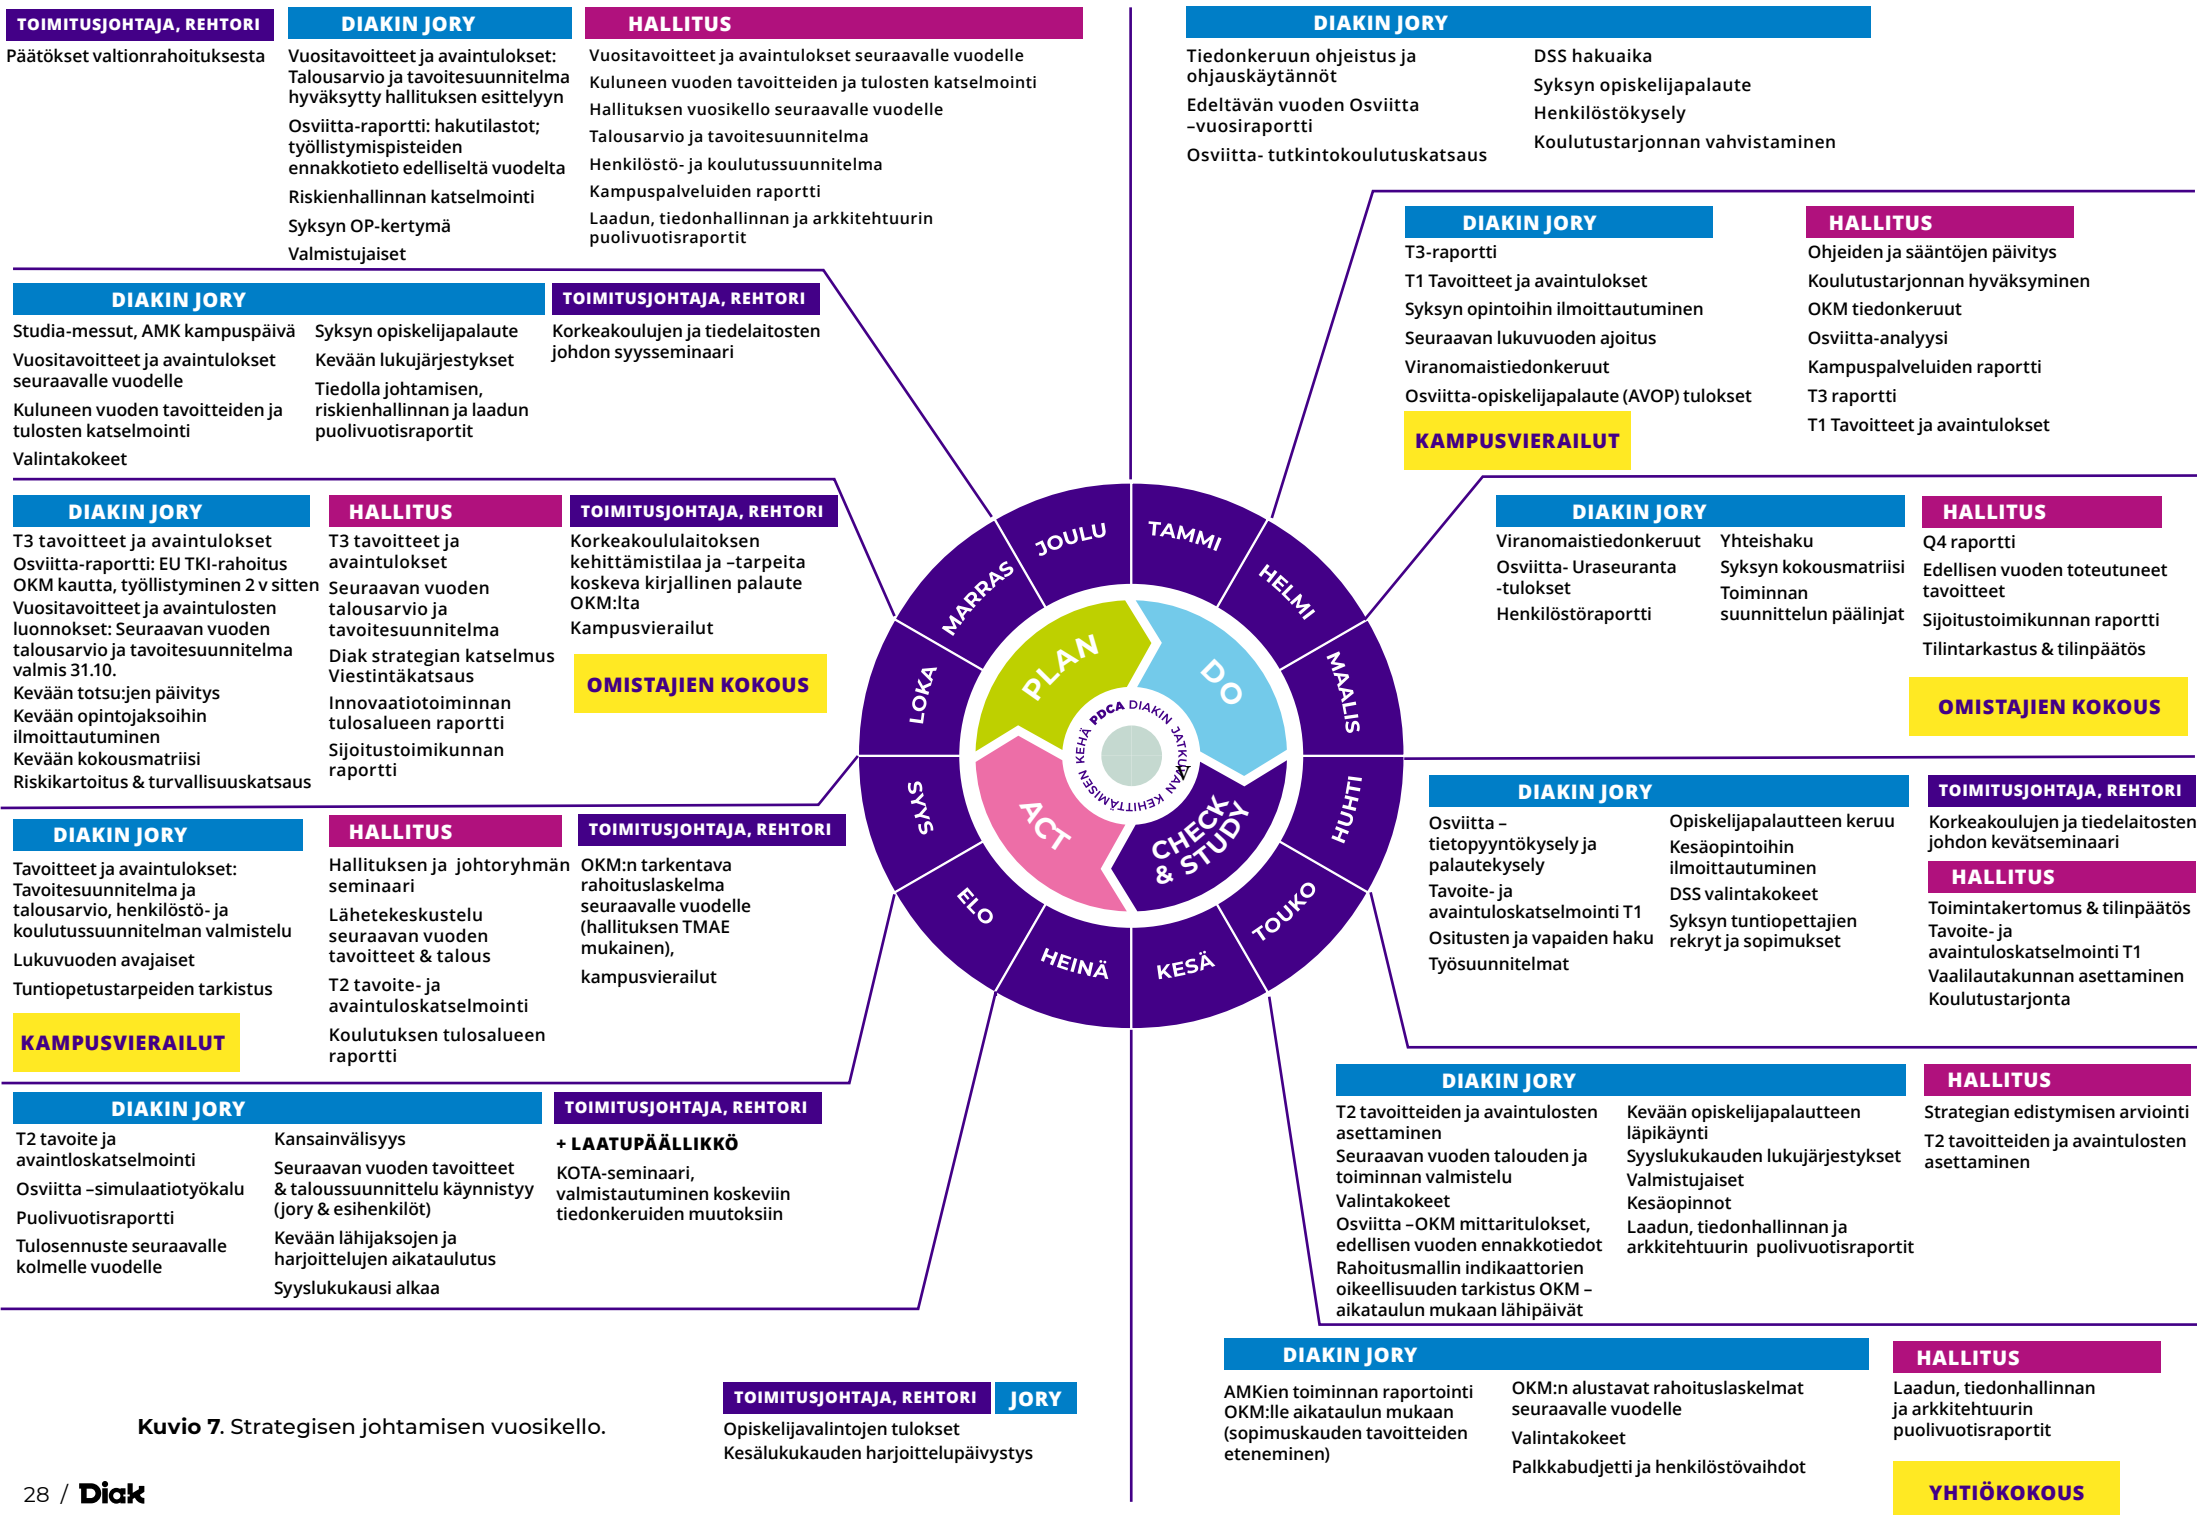 TOIMITUSJOHTAJA, REHTORI
Päätökset valtionrahoituksesta
DIAKIN JORY
Vuositavoitteet ja avaintulokset:
Talousarvio ja tavoitesuunnitelma
hyväksytty hallituksen esittelyyn
Osviitta-raportti: hakutilastot;
työllistymispisteiden
ennakkotieto edelliseltä vuodelta
Riskienhallinnan katselmointi
Syksyn OP-kertymä
Valmistujaiset
HALLITUS
Vuositavoitteet ja avaintulokset seuraavalle vuodelle
Kuluneen vuoden tavoitteiden ja tulosten katselmointi
Hallituksen vuosikello seuraavalle vuodelle
Talousarvio ja tavoitesuunnitelma
Henkilöstö- ja koulutussuunnitelma
Kampuspalveluiden raportti
Laadun, tiedonhallinnan ja arkkitehtuurin
puolivuotisraportit
DIAKIN JORY
Tiedonkeruun ohjeistus ja
ohjauskäytännöt
Edeltävän vuoden Osviitta
–vuosiraportti
Osviitta- tutkintokoulutuskatsaus
DSS hakuaika
Syksyn opiskelijapalaute
Henkilöstökysely
Koulutustarjonnan vahvistaminen
DIAKIN JORY
T3-raportti
T1 Tavoitteet ja avaintulokset
Syksyn opintoihin ilmoittautuminen
Seuraavan lukuvuoden ajoitus
Viranomaistiedonkeruut
Osviitta-opiskelijapalaute (AVOP) tulokset
KAMPUSVIERAILUT
HALLITUS
Ohjeiden ja sääntöjen päivitys
Koulutustarjonnan hyväksyminen
OKM tiedonkeruut
Osviitta-analyysi
Kampuspalveluiden raportti
T3 raportti
T1 Tavoitteet ja avaintulokset
DIAKIN JORY
Studia-messut, AMK kampuspäivä
Vuositavoitteet ja avaintulokset
seuraavalle vuodelle
Kuluneen vuoden tavoitteiden ja
tulosten katselmointi
Valintakokeet
Syksyn opiskelijapalaute
Kevään lukujärjestykset
Tiedolla johtamisen,
riskienhallinnan ja laadun
puolivuotisraportit
TOIMITUSJOHTAJA, REHTORI
Korkeakoulujen ja tiedelaitosten
johdon syysseminaari
DIAKIN JORY
T3 tavoitteet ja avaintulokset
Osviitta-raportti: EU TKI-rahoitus
OKM kautta, työllistyminen 2 v sitten
Vuositavoitteet ja avaintulosten
luonnokset: Seuraavan vuoden
talousarvio ja tavoitesuunnitelma
valmis 31.10.
Kevään totsu:jen päivitys
Kevään opintojaksoihin
ilmoittautuminen
Kevään kokousmatriisi
Riskikartoitus & turvallisuuskatsaus
HALLITUS
T3 tavoitteet ja
avaintulokset
Seuraavan vuoden
talousarvio ja
tavoitesuunnitelma
Diak strategian katselmus
Viestintäkatsaus
Innovaatiotoiminnan
tulosalueen raportti
Sijoitustoimikunnan
raportti
TOIMITUSJOHTAJA, REHTORI
Korkeakoululaitoksen
kehittämistilaa ja –tarpeita
koskeva kirjallinen palaute
OKM:lta
Kampusvierailut
OMISTAJIEN KOKOUS
JOULU
TAMMI
HELMI
MAALIS
HUHTI
TOUKO
KESÄ
HEINÄ
ELO
SYYS
LOKA
MARRAS
PLAN
DO
CHECK
& STUDY
ACT
PDCA DIAKIN JATKUVAN KEHITTÄMISEN KEHÄ
DIAKIN JORY
Viranomaistiedonkeruut
Osviitta- Uraseuranta
-tulokset
Henkilöstöraportti
Yhteishaku
Syksyn kokousmatriisi
Toiminnan
suunnittelun päälinjat
HALLITUS
Q4 raportti
Edellisen vuoden toteutuneet
tavoitteet
Sijoitustoimikunnan raportti
Tilintarkastus & tilinpäätös
OMISTAJIEN KOKOUS
DIAKIN JORY
Osviitta –
tietopyyntökysely ja
palautekysely
Tavoite- ja
avaintuloskatselmointi T1
Ositusten ja vapaiden haku
Työsuunnitelmat
Opiskelijapalautteen keruu
Kesäopintoihin
ilmoittautuminen
DSS valintakokeet
Syksyn tuntiopettajien
rekryt ja sopimukset
TOIMITUSJOHTAJA, REHTORI
Korkeakoulujen ja tiedelaitosten
johdon kevätseminaari
HALLITUS
Toimintakertomus & tilinpäätös
Tavoite- ja
avaintuloskatselmointi T1
Vaalilautakunnan asettaminen
Koulutustarjonta
DIAKIN JORY
Tavoitteet ja avaintulokset:
Tavoitesuunnitelma ja
talousarvio, henkilöstö- ja
koulutussuunnitelman valmistelu
Lukuvuoden avajaiset
Tuntiopetustarpeiden tarkistus
KAMPUSVIERAILUT
HALLITUS
Hallituksen ja johtoryhmän
seminaari
Lähetekeskustelu
seuraavan vuoden
tavoitteet & talous
T2 tavoite- ja
avaintuloskatselmointi
Koulutuksen tulosalueen
raportti
TOIMITUSJOHTAJA, REHTORI
OKM:n tarkentava
rahoituslaskelma
seuraavalle vuodelle
(hallituksen TMAE
mukainen),
kampusvierailut
DIAKIN JORY
T2 tavoite ja
avaintloskatselmointi
Osviitta –simulaatiotyökalu
Puolivuotisraportti
Tulosennuste seuraavalle
kolmelle vuodelle
Kansainvälisyys
Seuraavan vuoden tavoitteet
& taloussuunnittelu käynnistyy
(jory & esihenkilöt)
Kevään lähijaksojen ja
harjoittelujen aikataulutus
Syyslukukausi alkaa
TOIMITUSJOHTAJA, REHTORI
+ LAATUPÄÄLLIKKÖ
KOTA-seminaari,
valmistautuminen koskeviin
tiedonkeruiden muutoksiin
DIAKIN JORY
T2 tavoitteiden ja avaintulosten
asettaminen
Seuraavan vuoden talouden ja
toiminnan valmistelu
Valintakokeet
Osviitta –OKM mittaritulokset,
edellisen vuoden ennakkotiedot
Rahoitusmallin indikaattorien
oikeellisuuden tarkistus OKM –
aikataulun mukaan lähipäivät
Kevään opiskelijapalautteen
läpikäynti
Syyslukukauden lukujärjestykset
Valmistujaiset
Kesäopinnot
Laadun, tiedonhallinnan ja
arkkitehtuurin puolivuotisraportit
HALLITUS
Strategian edistymisen arviointi
T2 tavoitteiden ja avaintulosten
asettaminen
TOIMITUSJOHTAJA, REHTORI
JORY
Opiskelijavalintojen tulokset
Kesälukukauden harjoittelupäivystys
DIAKIN JORY
AMKien toiminnan raportointi
OKM:lle aikataulun mukaan
(sopimuskauden tavoitteiden
eteneminen)
OKM:n alustavat rahoituslaskelmat
seuraavalle vuodelle
Valintakokeet
Palkkabudjetti ja henkilöstövaihdot
HALLITUS
Laadun, tiedonhallinnan
ja arkkitehtuurin
puolivuotisraportit
YHTIÖKOKOUS
Kuvio 7. Strategisen johtamisen vuosikello.
28 / Diak